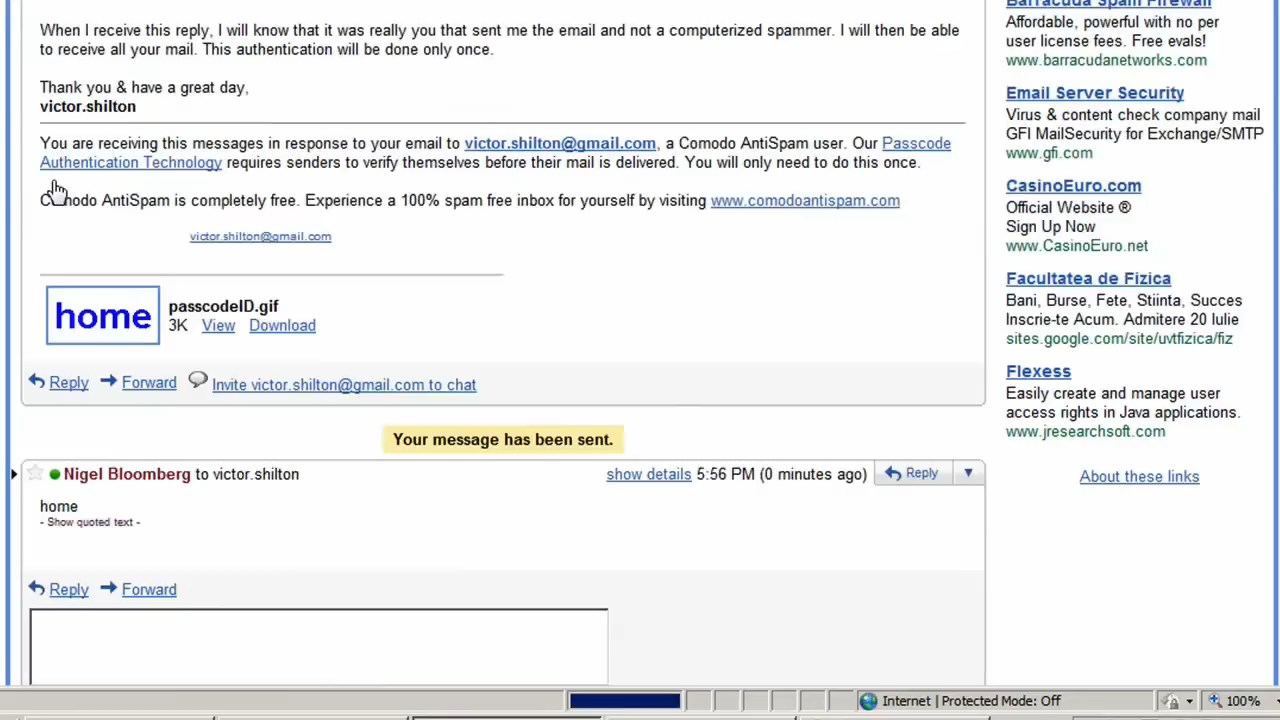 When I receive this reply, I will know that it was really you that sent me the email and not a computerized spammer. I will then be able
to receive all your mail. This authentication will be done only once.
Thank you & have a great day,
victor.shilton
You are receiving this messages in response to your email to victor.shilton@gmail.com, a Comodo AntiSpam user. Our Passcode
Authentication Technology requires senders to verify themselves before their mail is delivered. You will only need to do this once.
Comodo AntiSpam is completely free. Experience a 100% spam free inbox for yourself by visiting www.comodoantispam.com
victor.shilton@gmail.com
home
passcodeID.gif
3K View Download
Reply Forward Invite victor.shilton@gmail.com to chat
Your message has been sent.
Nigel Bloomberg to victor.shilton show details 5:56 PM (0 minutes ago) Reply
home
- Show quoted text -
Reply Forward
Barracuda Spam Firewall
Affordable, powerful with no per
user license fees. Free evals!
www.barracudanetworks.com
Email Server Security
Virus & content check company mail
GFI MailSecurity for Exchange/SMTP
www.gfi.com
CasinoEuro.com
Official Website ®
Sign Up Now
www.CasinoEuro.net
Facultatea de Fizica
Bani, Burse, Fete, Stiinta, Succes
Inscrie-te Acum. Admitere 20 Iulie
sites.google.com/site/uvtfizica/fiz
Flexess
Easily create and manage user
access rights in Java applications.
www.jresearchsoft.com
About these links
Internet | Protected Mode: Off
100%